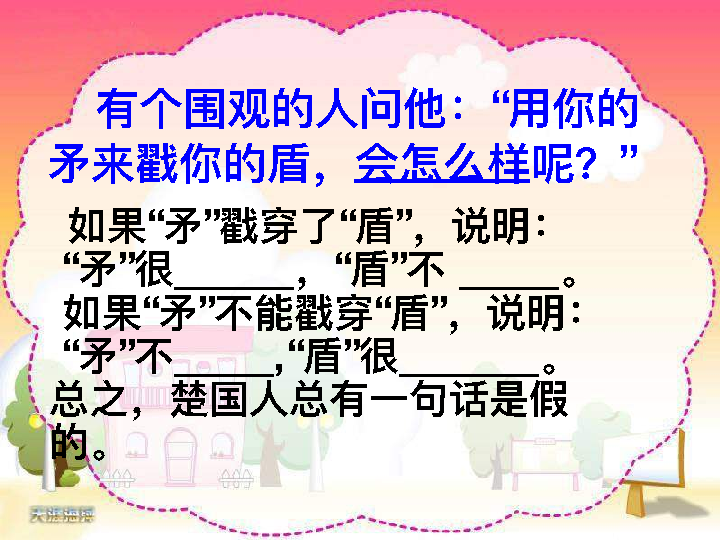 有个围观的人问他：“用你的
矛来戳你的盾，会怎么样呢？”
如果“矛”戳穿了“盾”，说明：
“矛”很______，“盾”不 _____。
如果“矛”不能戳穿“盾”，说明：
“矛”不_____,“盾”很_______。
总之，楚国人总有一句话是假
的。
天涯海滨